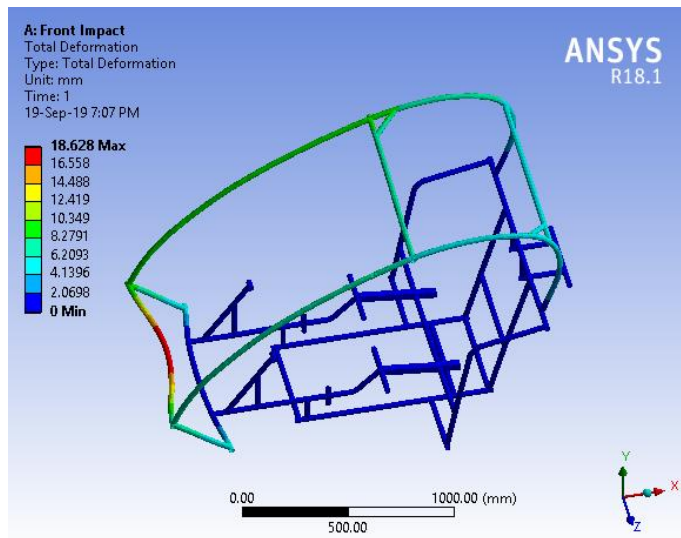 A: Front Impact
Total Deformation
Type: Total Deformation
Unit: mm
Time: 1
19-Sep-19 7:07 PM
ANSYS
R18.1
18.628 Max
16.558
14.488
12.419
10.349
8.2791
6.2093
4.1396
2.0698
0 Min
0.00
1000.00 (mm)
500.00
Y
X
Z